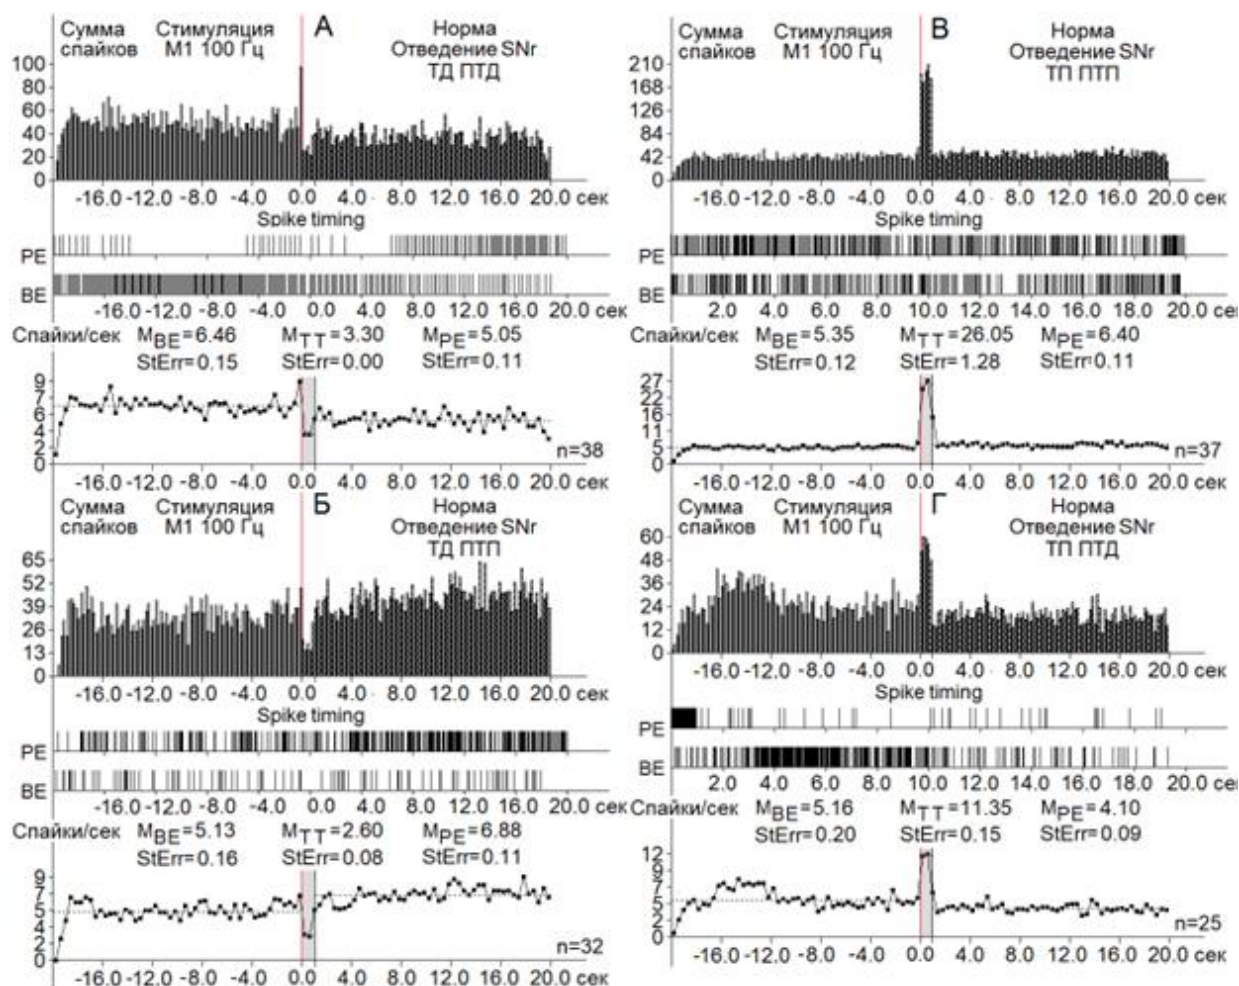 Сумма Стимуляция А Норма
спайков М1 100 Гц Отведение SNr
ТД ПТД
100
80
60
40
20
0
-16.0 -12.0 -8.0 -4.0 0.0 4.0 8.0 12.0 16.0 20.0 сек
Spike timing
PE
BE
-16.0 -12.0 -8.0 -4.0 0.0 4.0 8.0 12.0 16.0 20.0 сек
Спайки/сек MBE=6.46 MTT=3.30 MPE=5.05
StErr=0.15 StErr=0.00 StErr=0.11
9
7
6
4
2
0
n=38
-16.0 -12.0 -8.0 -4.0 0.0 4.0 8.0 12.0 16.0 20.0 сек
Сумма Стимуляция Б Норма
спайков М1 100 Гц Отведение SNr
ТД ПТП
65
52
39
26
13
0
-16.0 -12.0 -8.0 -4.0 0.0 4.0 8.0 12.0 16.0 20.0 сек
Spike timing
PE
BE
-16.0 -12.0 -8.0 -4.0 0.0 4.0 8.0 12.0 16.0 20.0 сек
Спайки/сек MBE=5.13 MTT=2.60 MPE=6.88
StErr=0.16 StErr=0.08 StErr=0.11
9
7
5
4
2
0
n=32
-16.0 -12.0 -8.0 -4.0 0.0 4.0 8.0 12.0 16.0 20.0 сек
Сумма Стимуляция В Норма
спайков М1 100 Гц Отведение SNr
ТП ПТП
210
168
126
84
42
0
-16.0 -12.0 -8.0 -4.0 0.0 4.0 8.0 12.0 16.0 20.0 сек
Spike timing
PE
BE
2.0 4.0 6.0 8.0 10.0 12.0 14.0 16.0 18.0 20.0 сек
Спайки/сек MBE=5.35 MTT=26.05 MPE=6.40
StErr=0.12 StErr=1.28 StErr=0.11
27
22
16
11
5
0
n=37
-16.0 -12.0 -8.0 -4.0 0.0 4.0 8.0 12.0 16.0 20.0 сек
Сумма Стимуляция Г Норма
спайков М1 100 Гц Отведение SNr
ТП ПТД
60
48
36
24
12
0
-16.0 -12.0 -8.0 -4.0 0.0 4.0 8.0 12.0 16.0 20.0 сек
Spike timing
PE
BE
2.0 4.0 6.0 8.0 10.0 12.0 14.0 16.0 18.0 20.0 сек
Спайки/сек MBE=5.16 MTT=11.35 MPE=4.10
StErr=0.20 StErr=0.15 StErr=0.09
12
10
7
5
2
0
n=25
-16.0 -12.0 -8.0 -4.0 0.0 4.0 8.0 12.0 16.0 20.0 сек